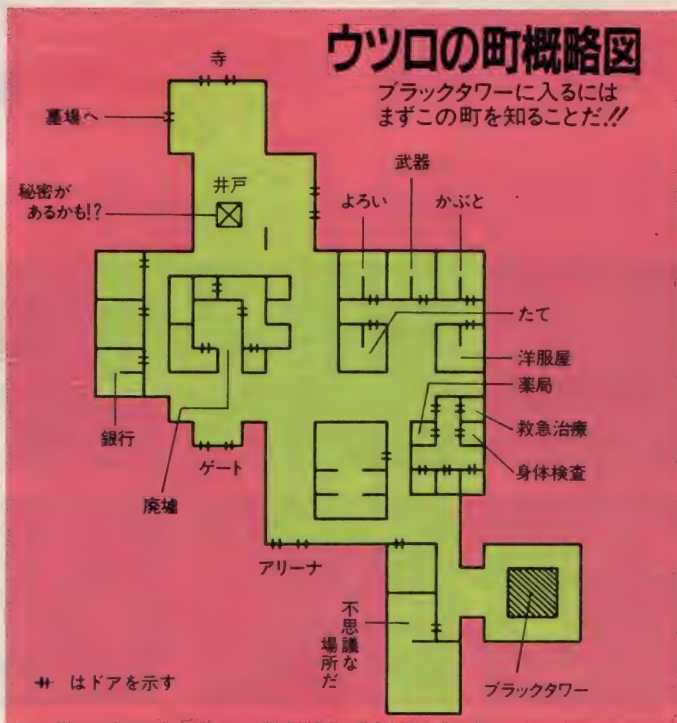 ウツロの町概略図
ブラックタワーに入るには
まずこの町を知ることだ!!
寺
墓場へ
秘密が
あるかも!?
井戸
武器
よろい
かぶと
たて
洋服屋
薬局
救急治療
身体検査
銀行
ゲート
廃墟
アリーナ
不思議な
場所だ
ブラックタワー
はドアを示す